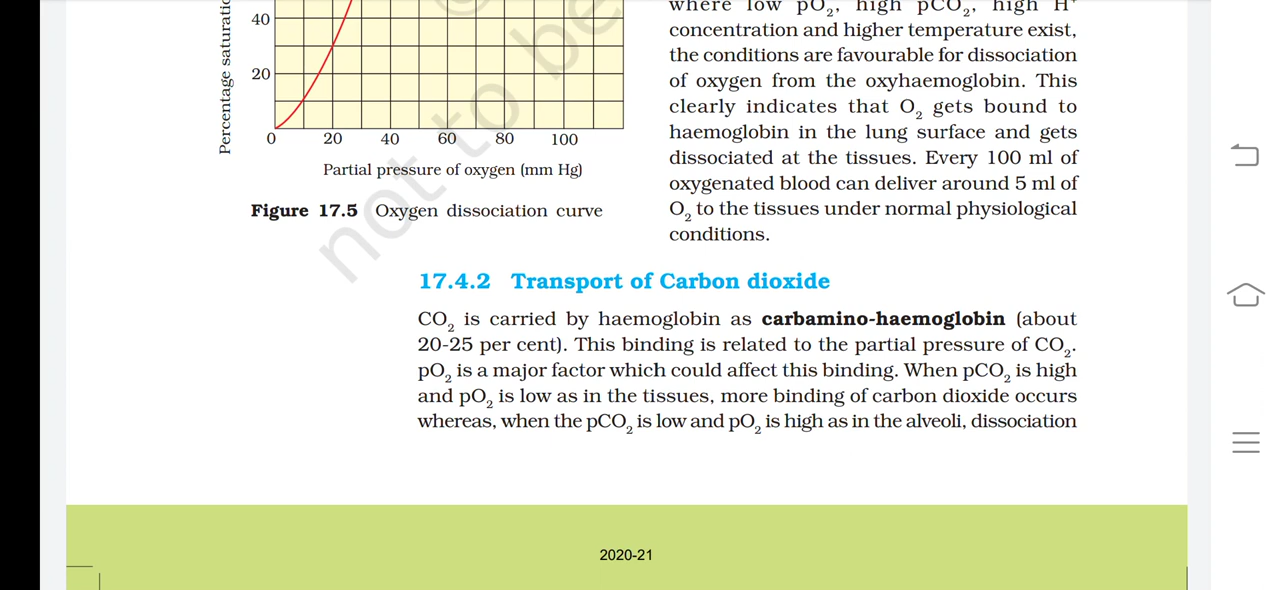 Percentage saturatio
40
20
0 20 40 60 80 100
Partial pressure of oxygen (mm Hg)
Figure 17.5 Oxygen dissociation curve
where low pO₂, high pCO₂, high H⁺
concentration and higher temperature exist,
the conditions are favourable for dissociation
of oxygen from the oxyhaemoglobin. This
clearly indicates that O₂ gets bound to
haemoglobin in the lung surface and gets
dissociated at the tissues. Every 100 ml of
oxygenated blood can deliver around 5 ml of
O₂ to the tissues under normal physiological
conditions.
not to be
17.4.2 Transport of Carbon dioxide
CO₂ is carried by haemoglobin as carbamino-haemoglobin (about
20-25 per cent). This binding is related to the partial pressure of CO₂.
pO₂ is a major factor which could affect this binding. When pCO₂ is high
and pO₂ is low as in the tissues, more binding of carbon dioxide occurs
whereas, when the pCO₂ is low and pO₂ is high as in the alveoli, dissociation
2020-21